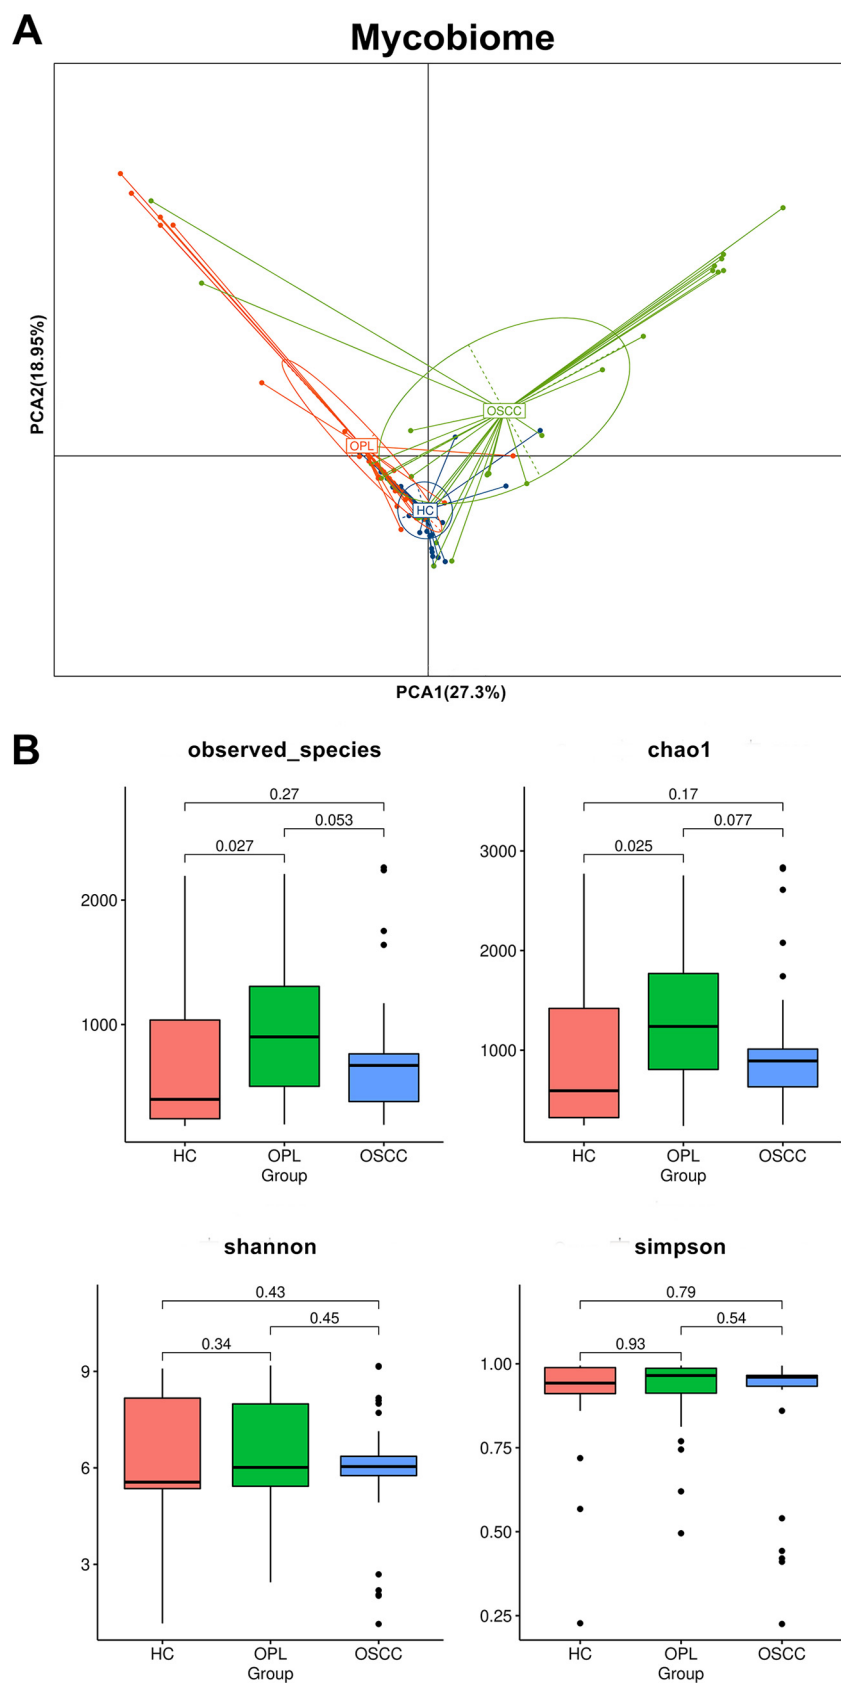 A
Mycobiome
PCA2(18.95%)
OSCC
OPL
HC
PCA1(27.3%)
B
observed_species
0.27
0.053
0.027
2000
1000
HC OPL OSCC
Group
chao1
0.17
0.077
0.025
3000
2000
1000
HC OPL OSCC
Group
shannon
0.43
0.45
0.34
9
6
3
HC OPL OSCC
Group
simpson
0.79
0.54
0.93
1.00
0.75
0.50
0.25
HC OPL OSCC
Group